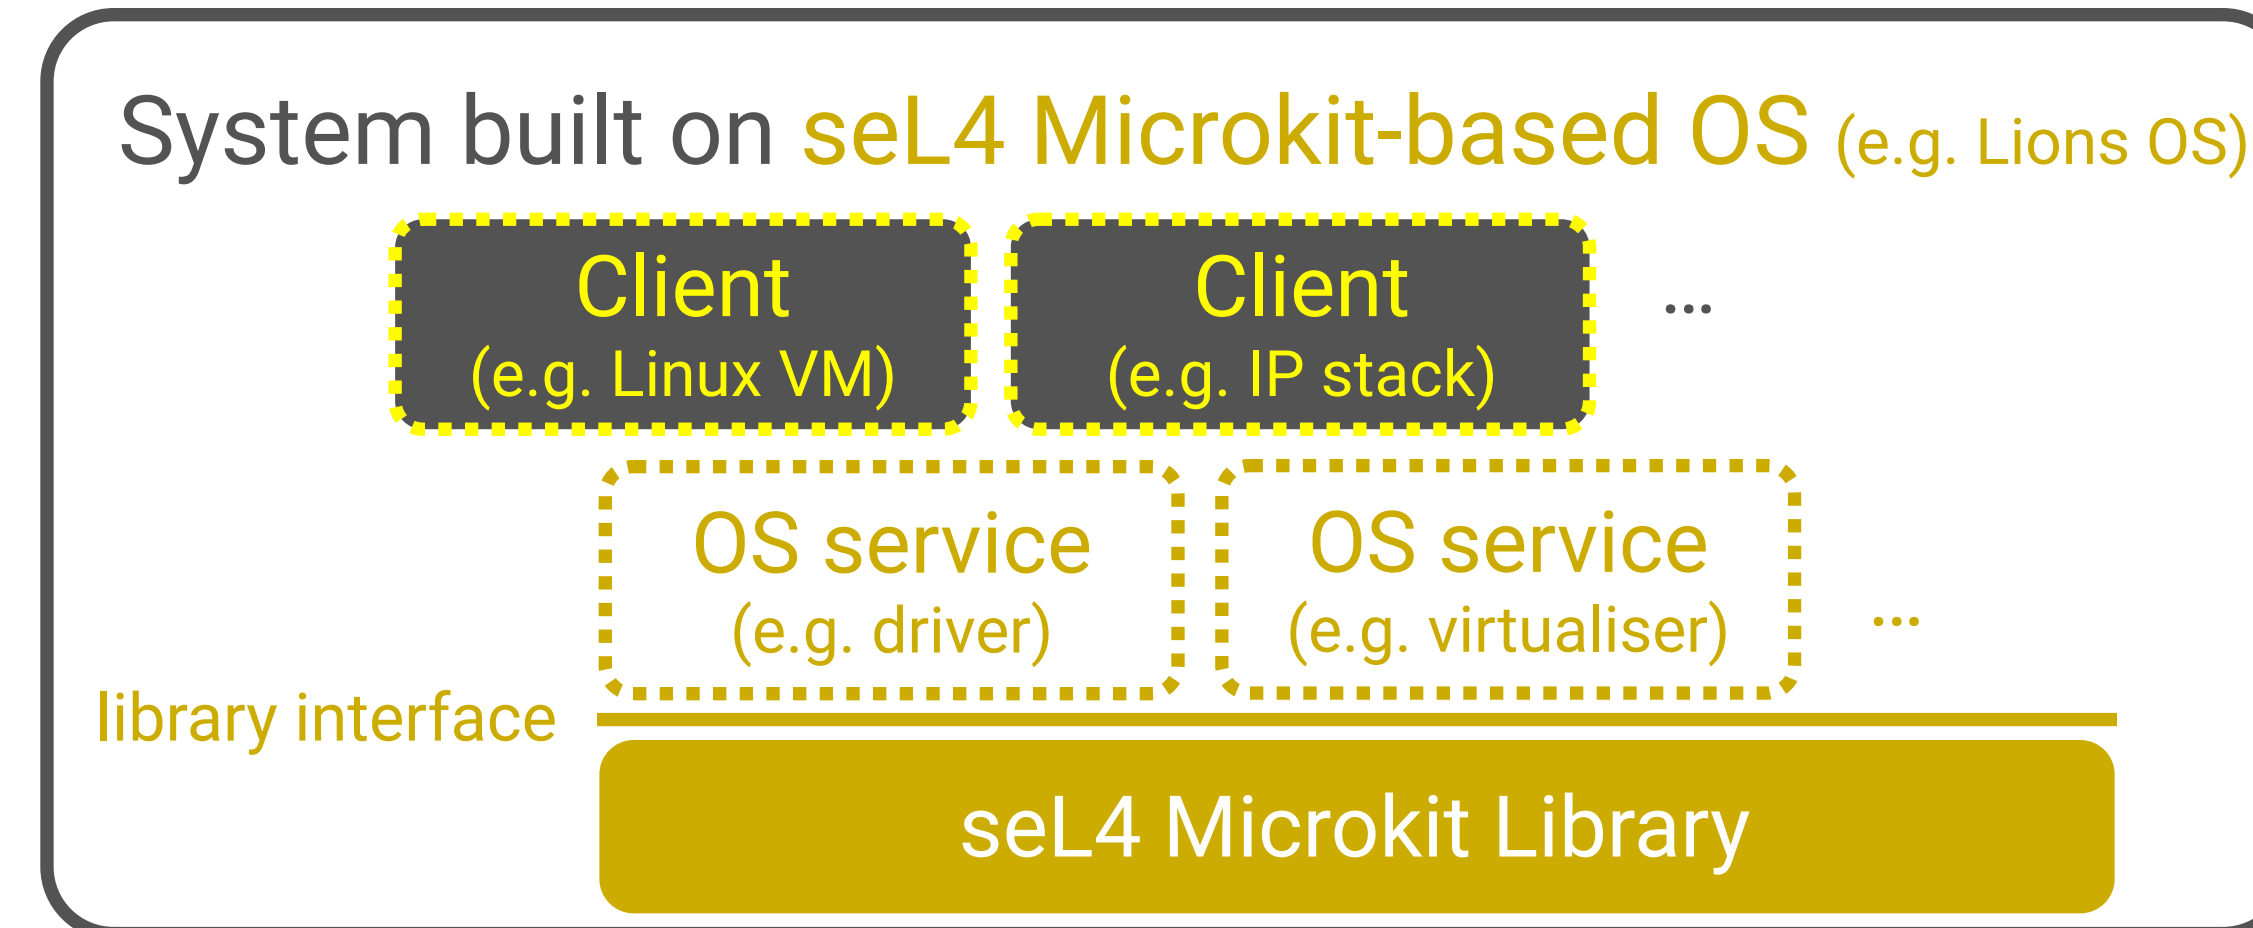 System built on seL4 Microkit-based OS (e.g. Lions OS)
Client
(e.g. Linux VM)
Client
(e.g. IP stack)
...
OS service
(e.g. driver)
OS service
(e.g. virtualiser)
...
library interface
seL4 Microkit Library